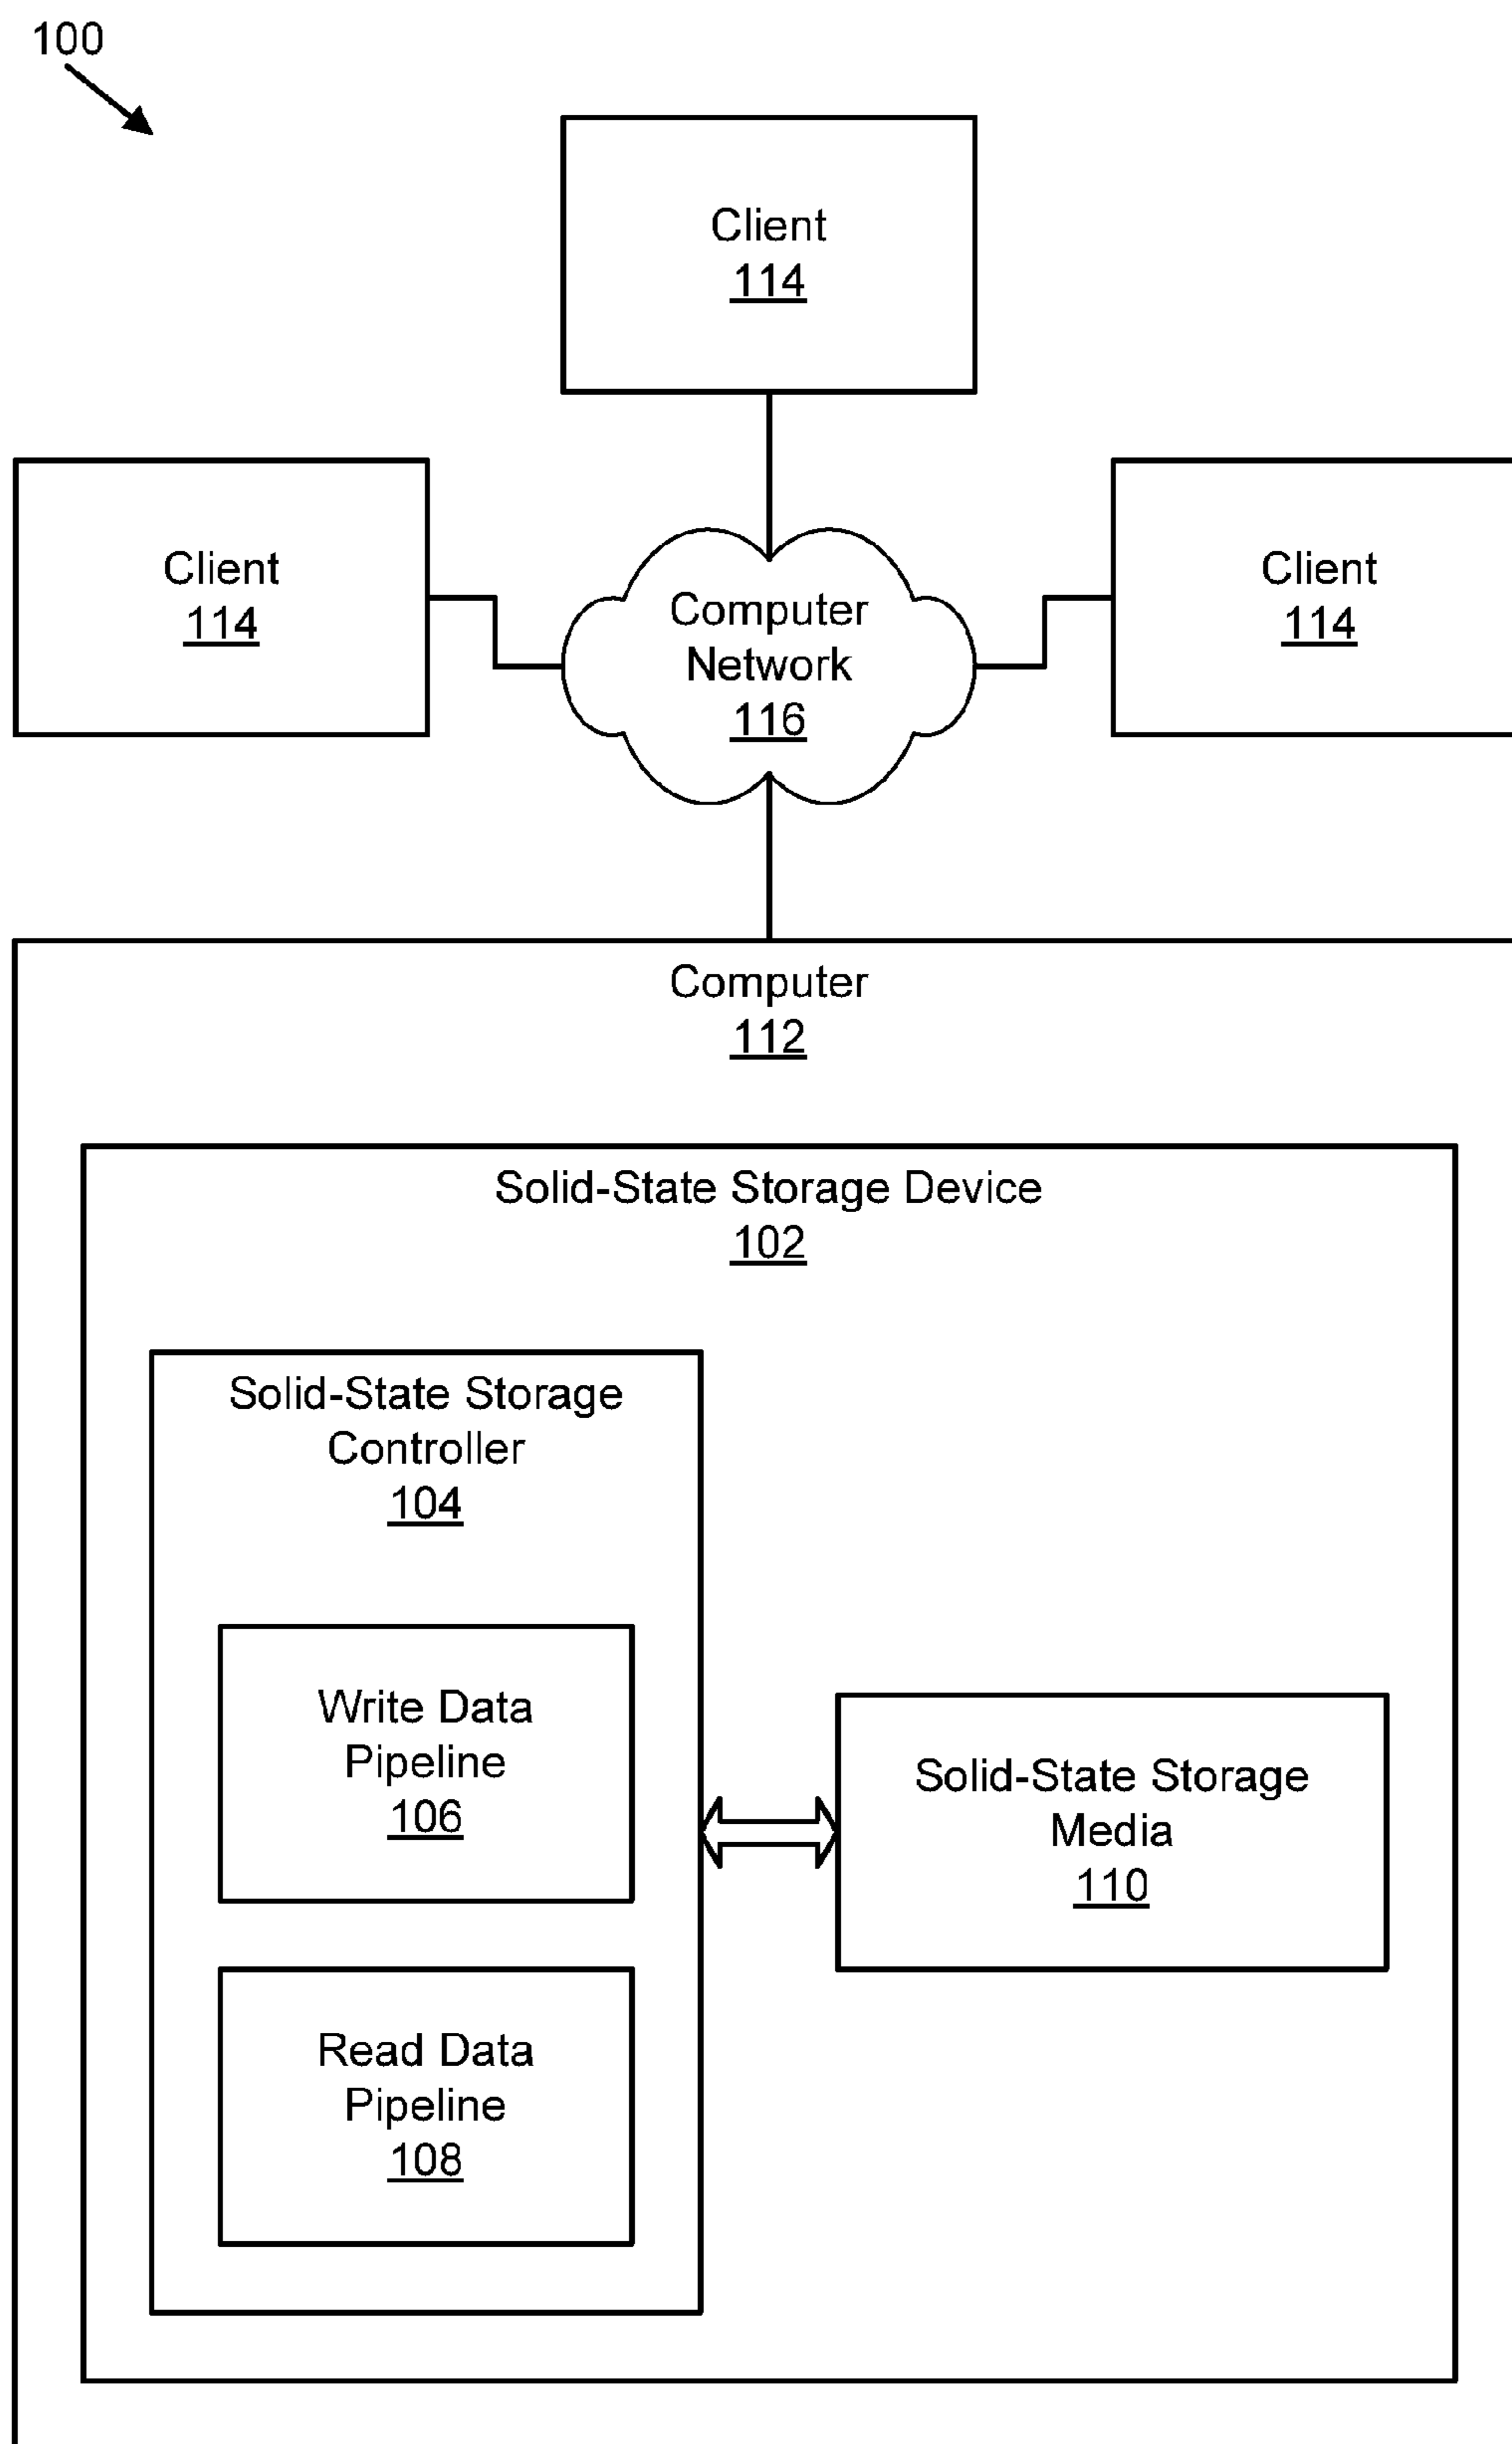 100
Client
114
Client
114
Client
114
Computer
Network
116
Computer
112
Solid-State Storage Device
102
Solid-State Storage
Controller
104
Write Data
Pipeline
106
Solid-State Storage
Media
110
Read Data
Pipeline
108